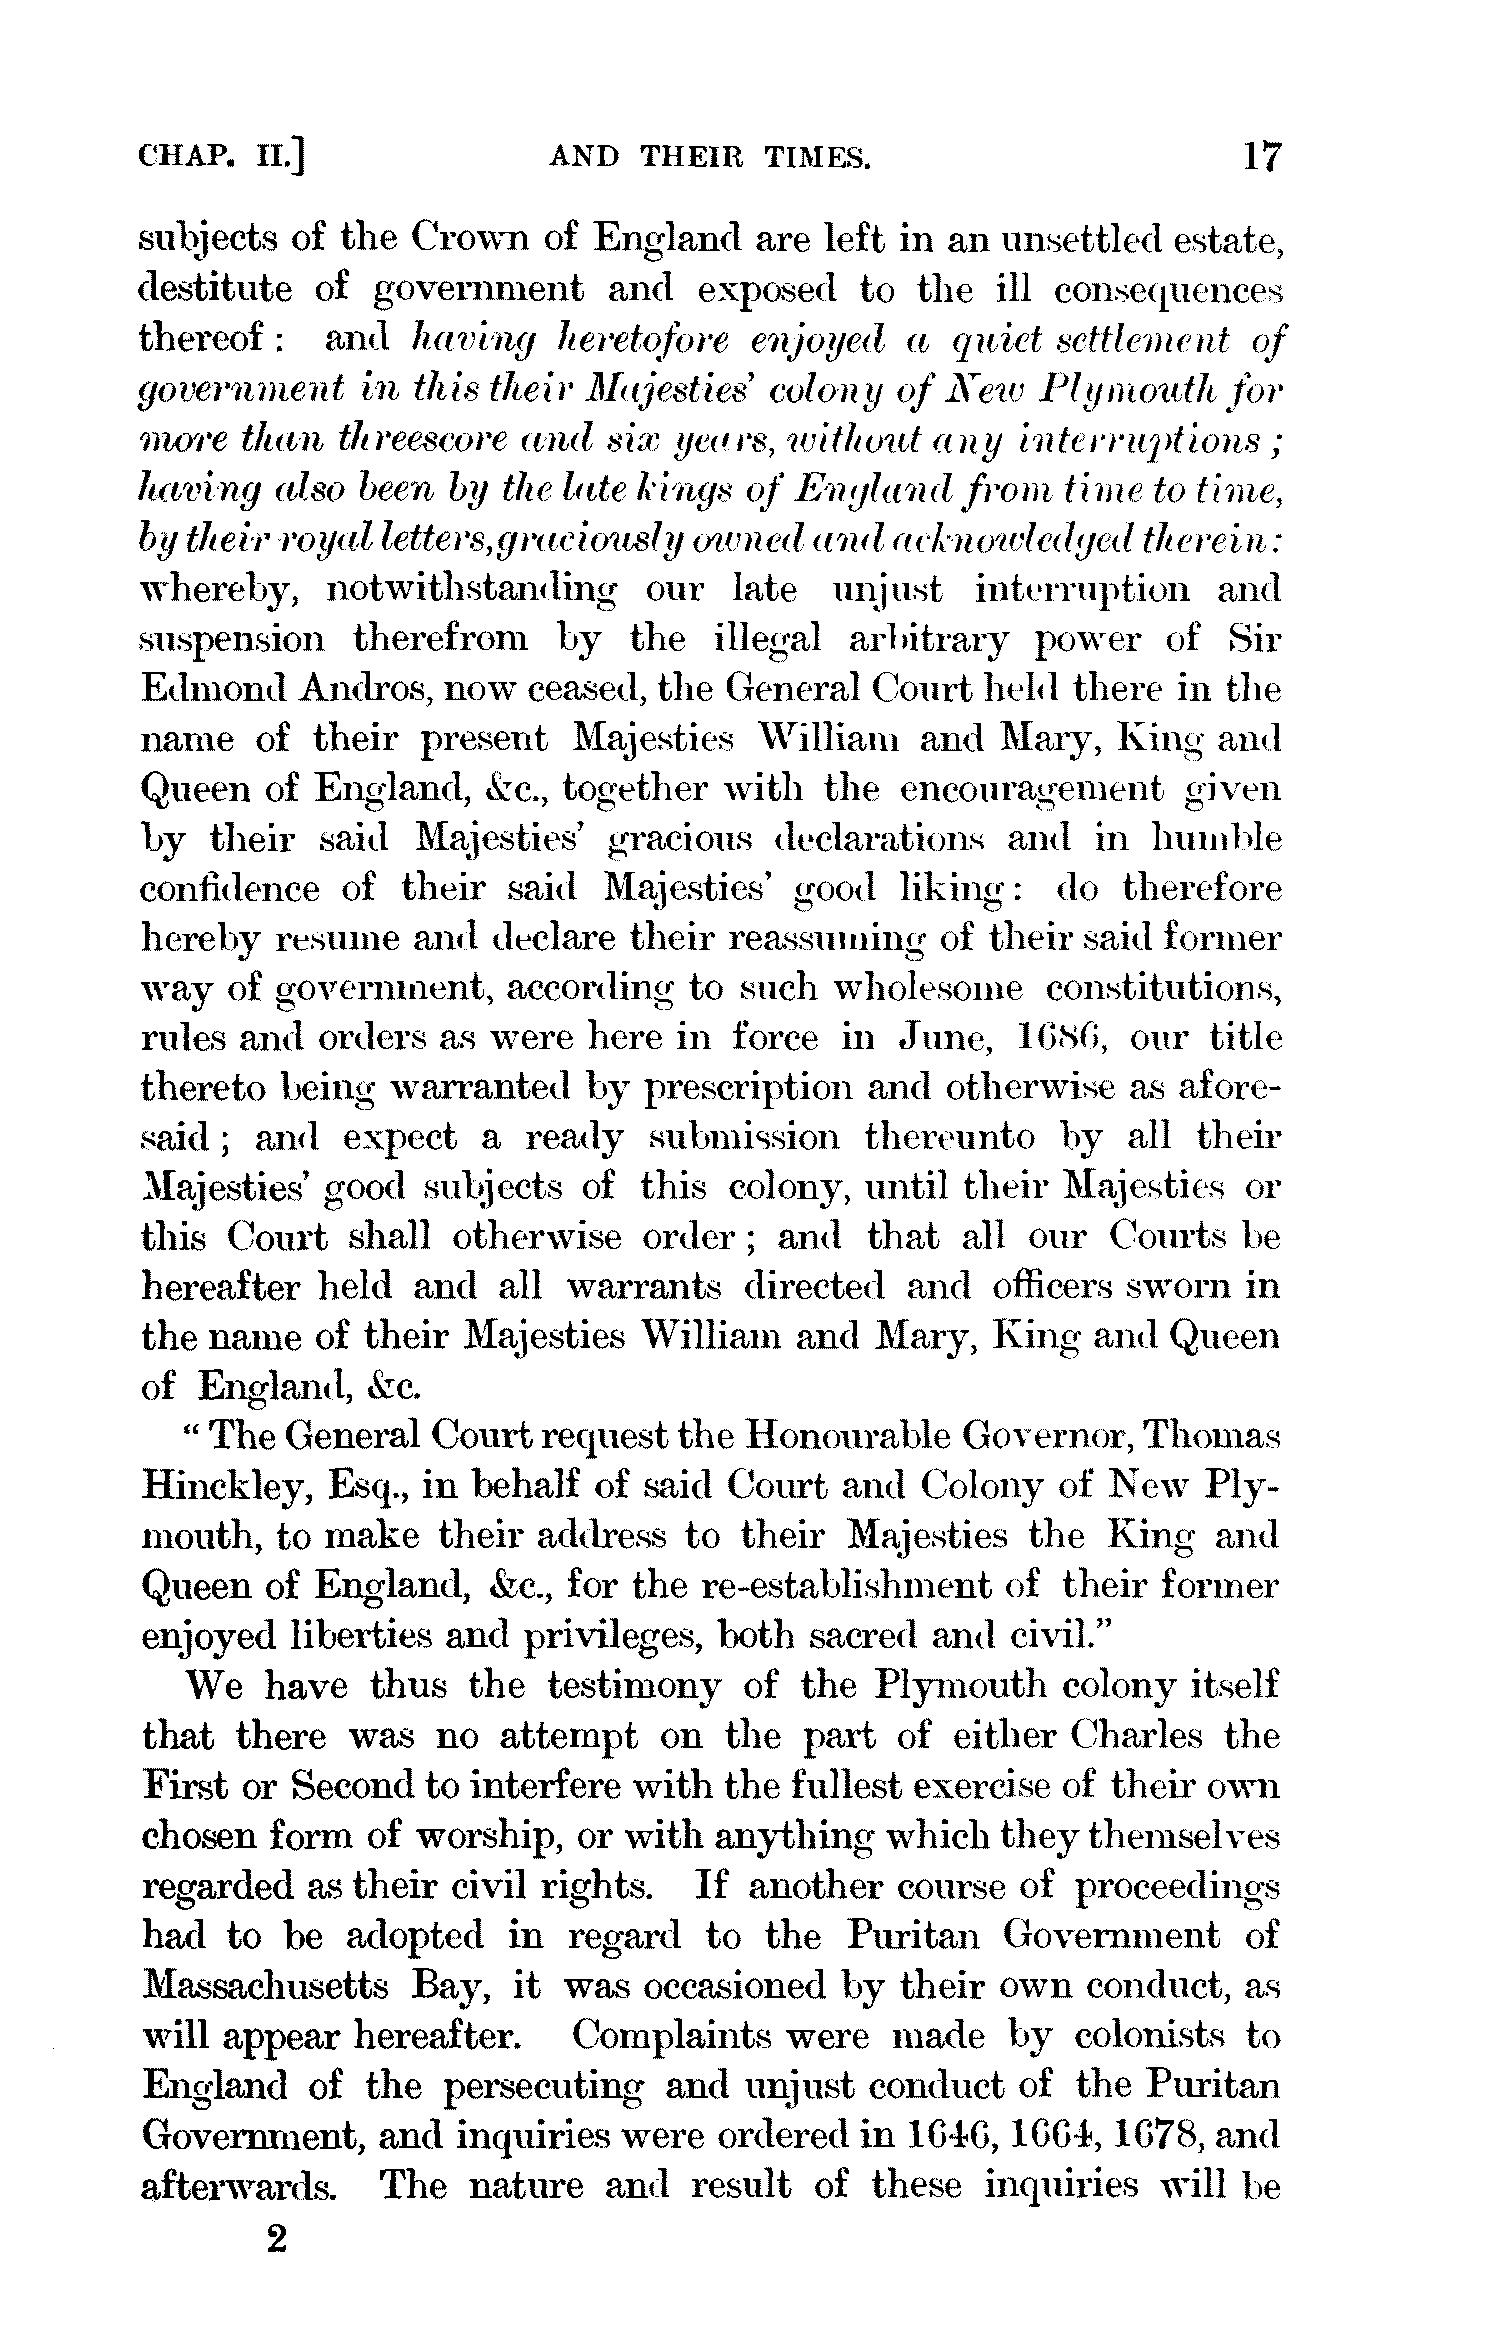 CHAP. II.] AND THEIR TIMES. 17
subjects of the Crown of England are left in an unsettled estate,
destitute of government and exposed to the ill consequences
thereof : and having heretofore enjoyed a quiet settlement of
government in this their Majesties' colony of New Plymouth for
more than threescore and six years, without any interruptions ;
having also been by the late kings of England from time to time,
by their royal letters, graciously owned and acknowledged therein:
whereby, notwithstanding our late unjust interruption and
suspension therefrom by the illegal arbitrary power of Sir
Edmond Andros, now ceased, the General Court held there in the
name of their present Majesties William and Mary, King and
Queen of England, &c., together with the encouragement given
by their said Majesties' gracious declarations and in humble
confidence of their said Majesties' good liking : do therefore
hereby resume and declare their reassuming of their said former
way of government, according to such wholesome constitutions,
rules and orders as were here in force in June, 1686, our title
thereto being warranted by prescription and otherwise as afore-
said ; and expect a ready submission thereunto by all their
Majesties' good subjects of this colony, until their Majesties or
this Court shall otherwise order ; and that all our Courts be
hereafter held and all warrants directed and officers sworn in
the name of their Majesties William and Mary, King and Queen
of England, &c.
"The General Court request the Honourable Governor, Thomas
Hinckley, Esq., in behalf of said Court and Colony of New Ply-
mouth, to make their address to their Majesties the King and
Queen of England, &c., for the re-establishment of their former
enjoyed liberties and privileges, both sacred and civil."
We have thus the testimony of the Plymouth colony itself
that there was no attempt on the part of either Charles the
First or Second to interfere with the fullest exercise of their own
chosen form of worship, or with anything which they themselves
regarded as their civil rights. If another course of proceedings
had to be adopted in regard to the Puritan Government of
Massachusetts Bay, it was occasioned by their own conduct, as
will appear hereafter. Complaints were made by colonists to
England of the persecuting and unjust conduct of the Puritan
Government, and inquiries were ordered in 1646, 1664, 1678, and
afterwards. The nature and result of these inquiries will be
2